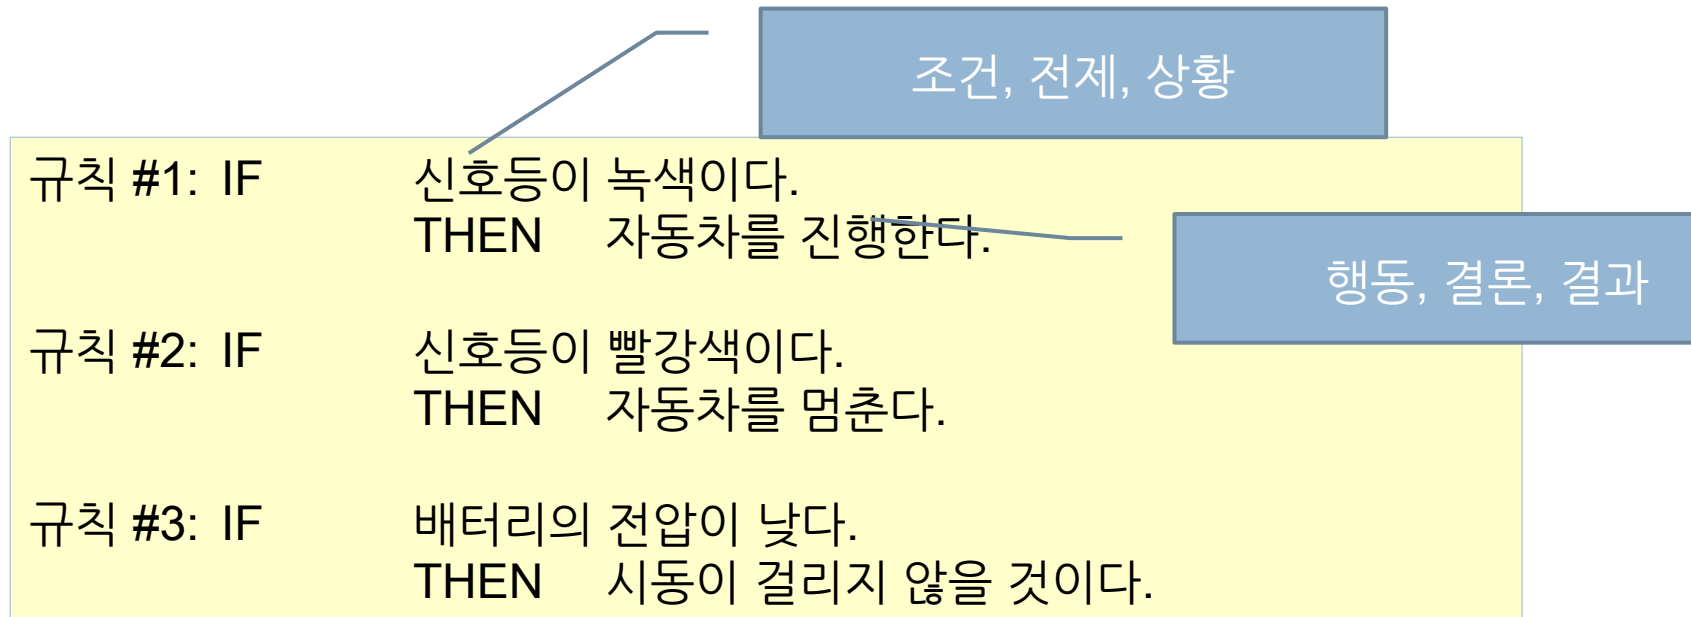 조건, 전제, 상황
규칙 #1: IF 신호등이 녹색이다.
THEN 자동차를 진행한다.
행동, 결론, 결과
규칙 #2: IF 신호등이 빨강색이다.
THEN 자동차를 멈춘다.
규칙 #3: IF 배터리의 전압이 낮다.
THEN 시동이 걸리지 않을 것이다.